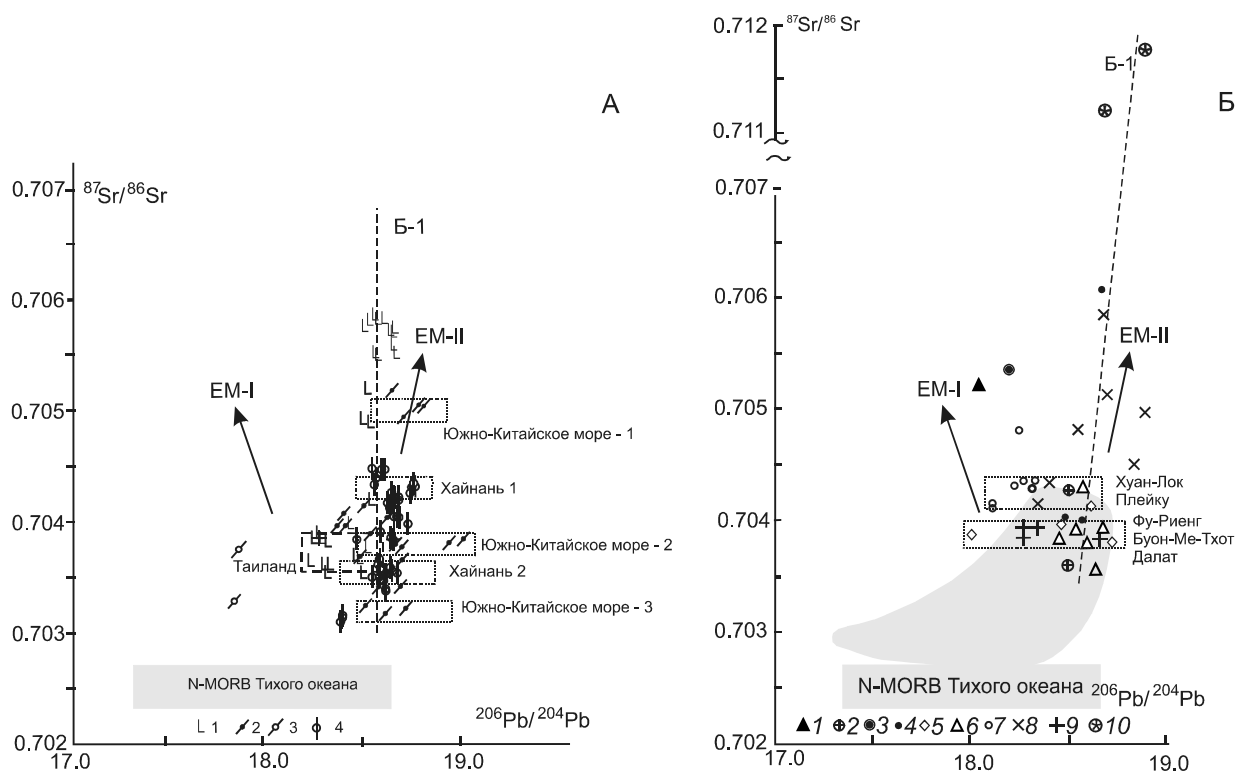 А
⁸⁷Sr/⁸⁶Sr
0.707
0.706
0.705
0.704
0.703
0.702
Б-1
EM-II
EM-I
Южно-Китайское море - 1
Хайнань 1
Южно-Китайское море - 2
Таиланд
Хайнань 2
Южно-Китайское море - 3
N-MORB Тихого океана
²⁰⁶Pb/²⁰⁴Pb
1 2 3 4
17.0 18.0 19.0
Б
⁸⁷Sr/⁸⁶Sr
0.712
0.711
0.707
0.706
0.705
0.704
0.703
0.702
Б-1
EM-II
EM-I
Хуан-Лок
Плейку
Фу-Риенг
Буон-Ме-Тхот
Далат
N-MORB Тихого океана
²⁰⁶Pb/²⁰⁴Pb
1 2 3 4 5 6 7 8 9 10
17.0 18.0 19.0